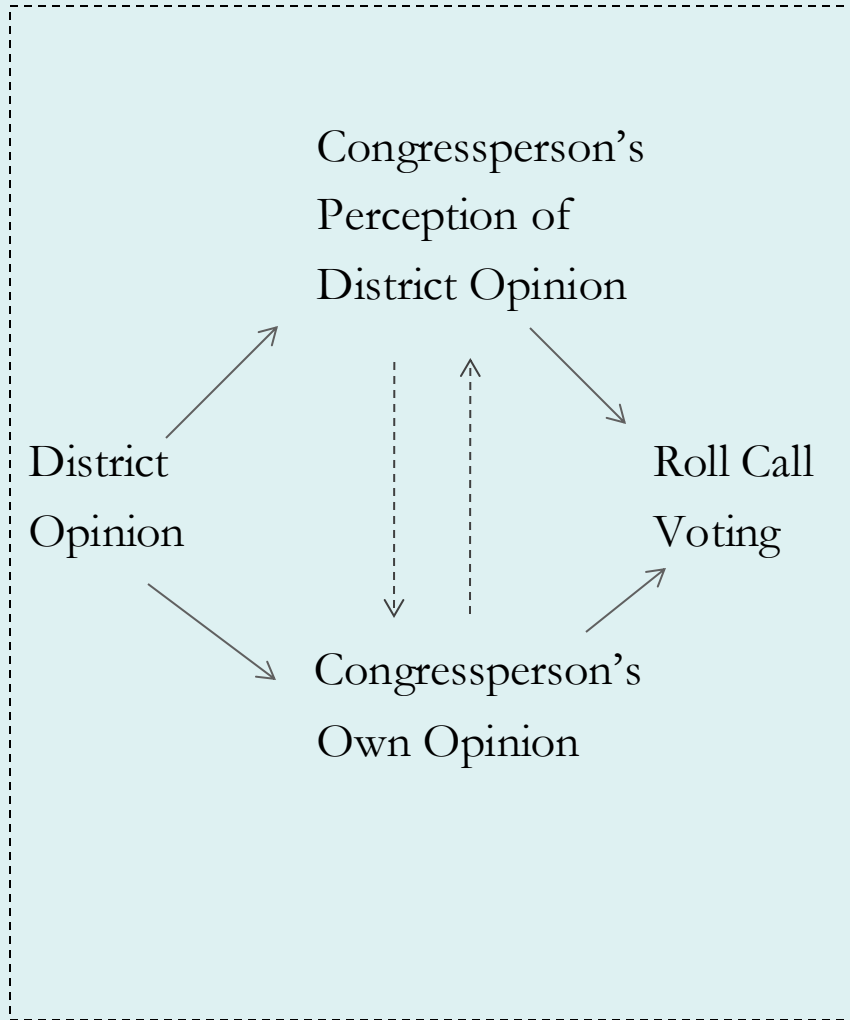 Congressperson’s
Perception of
District Opinion
District
Opinion
Roll Call
Voting
Congressperson’s
Own Opinion